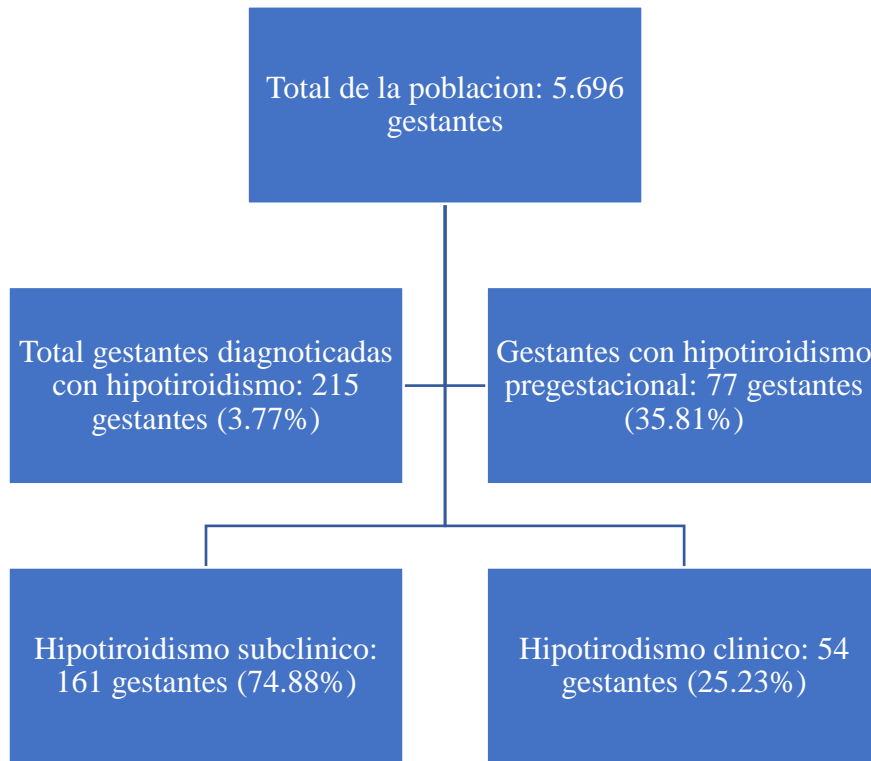 Total de la poblacion: 5.696
gestantes
Total gestantes diagnoticadas
con hipotiroidismo: 215
gestantes (3.77%)
Gestantes con hipotiroidismo
pregestacional: 77 gestantes
(35.81%)
Hipotiroidismo subclinico:
161 gestantes (74.88%)
Hipotirodismo clinico: 54
gestantes (25.23%)